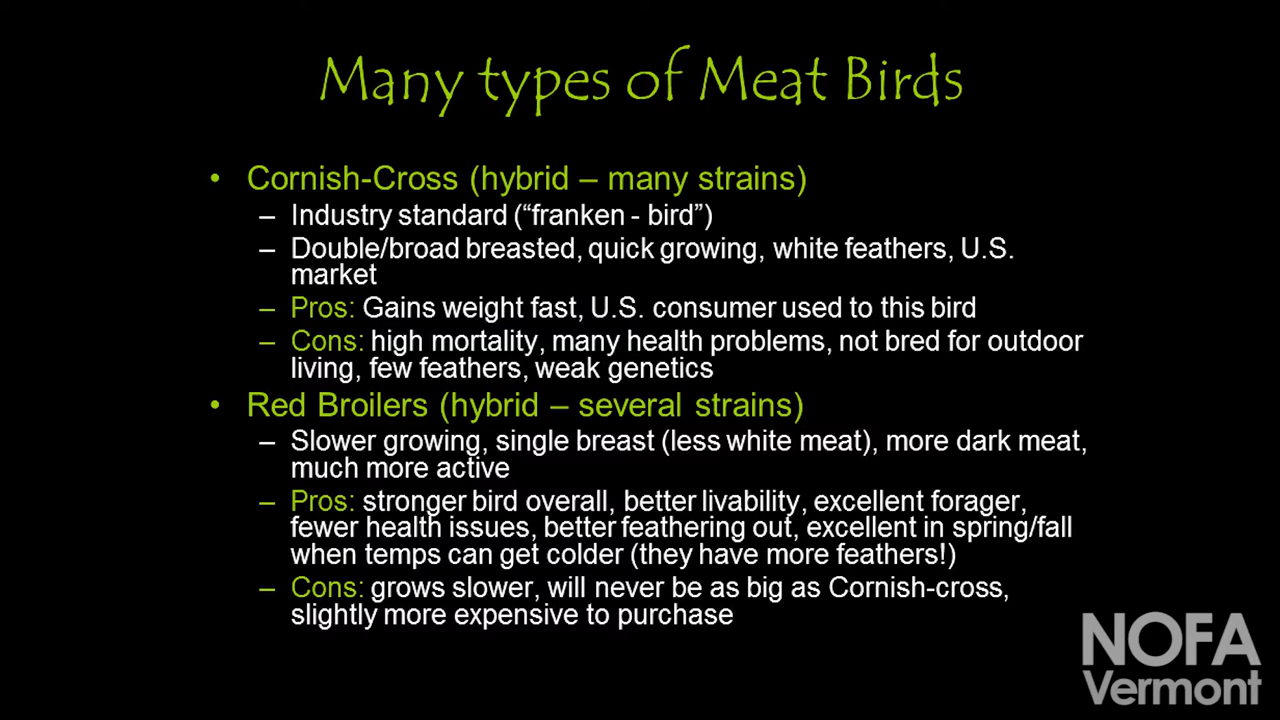 Many types of Meat Birds
• Cornish-Cross (hybrid – many strains)
– Industry standard (“franken - bird”)
– Double/broad breasted, quick growing, white feathers, U.S.
market
– Pros: Gains weight fast, U.S. consumer used to this bird
– Cons: high mortality, many health problems, not bred for outdoor
living, few feathers, weak genetics
• Red Broilers (hybrid – several strains)
– Slower growing, single breast (less white meat), more dark meat,
much more active
– Pros: stronger bird overall, better livability, excellent forager,
fewer health issues, better feathering out, excellent in spring/fall
when temps can get colder (they have more feathers!)
– Cons: grows slower, will never be as big as Cornish-cross,
slightly more expensive to purchase
NOFA
Vermont